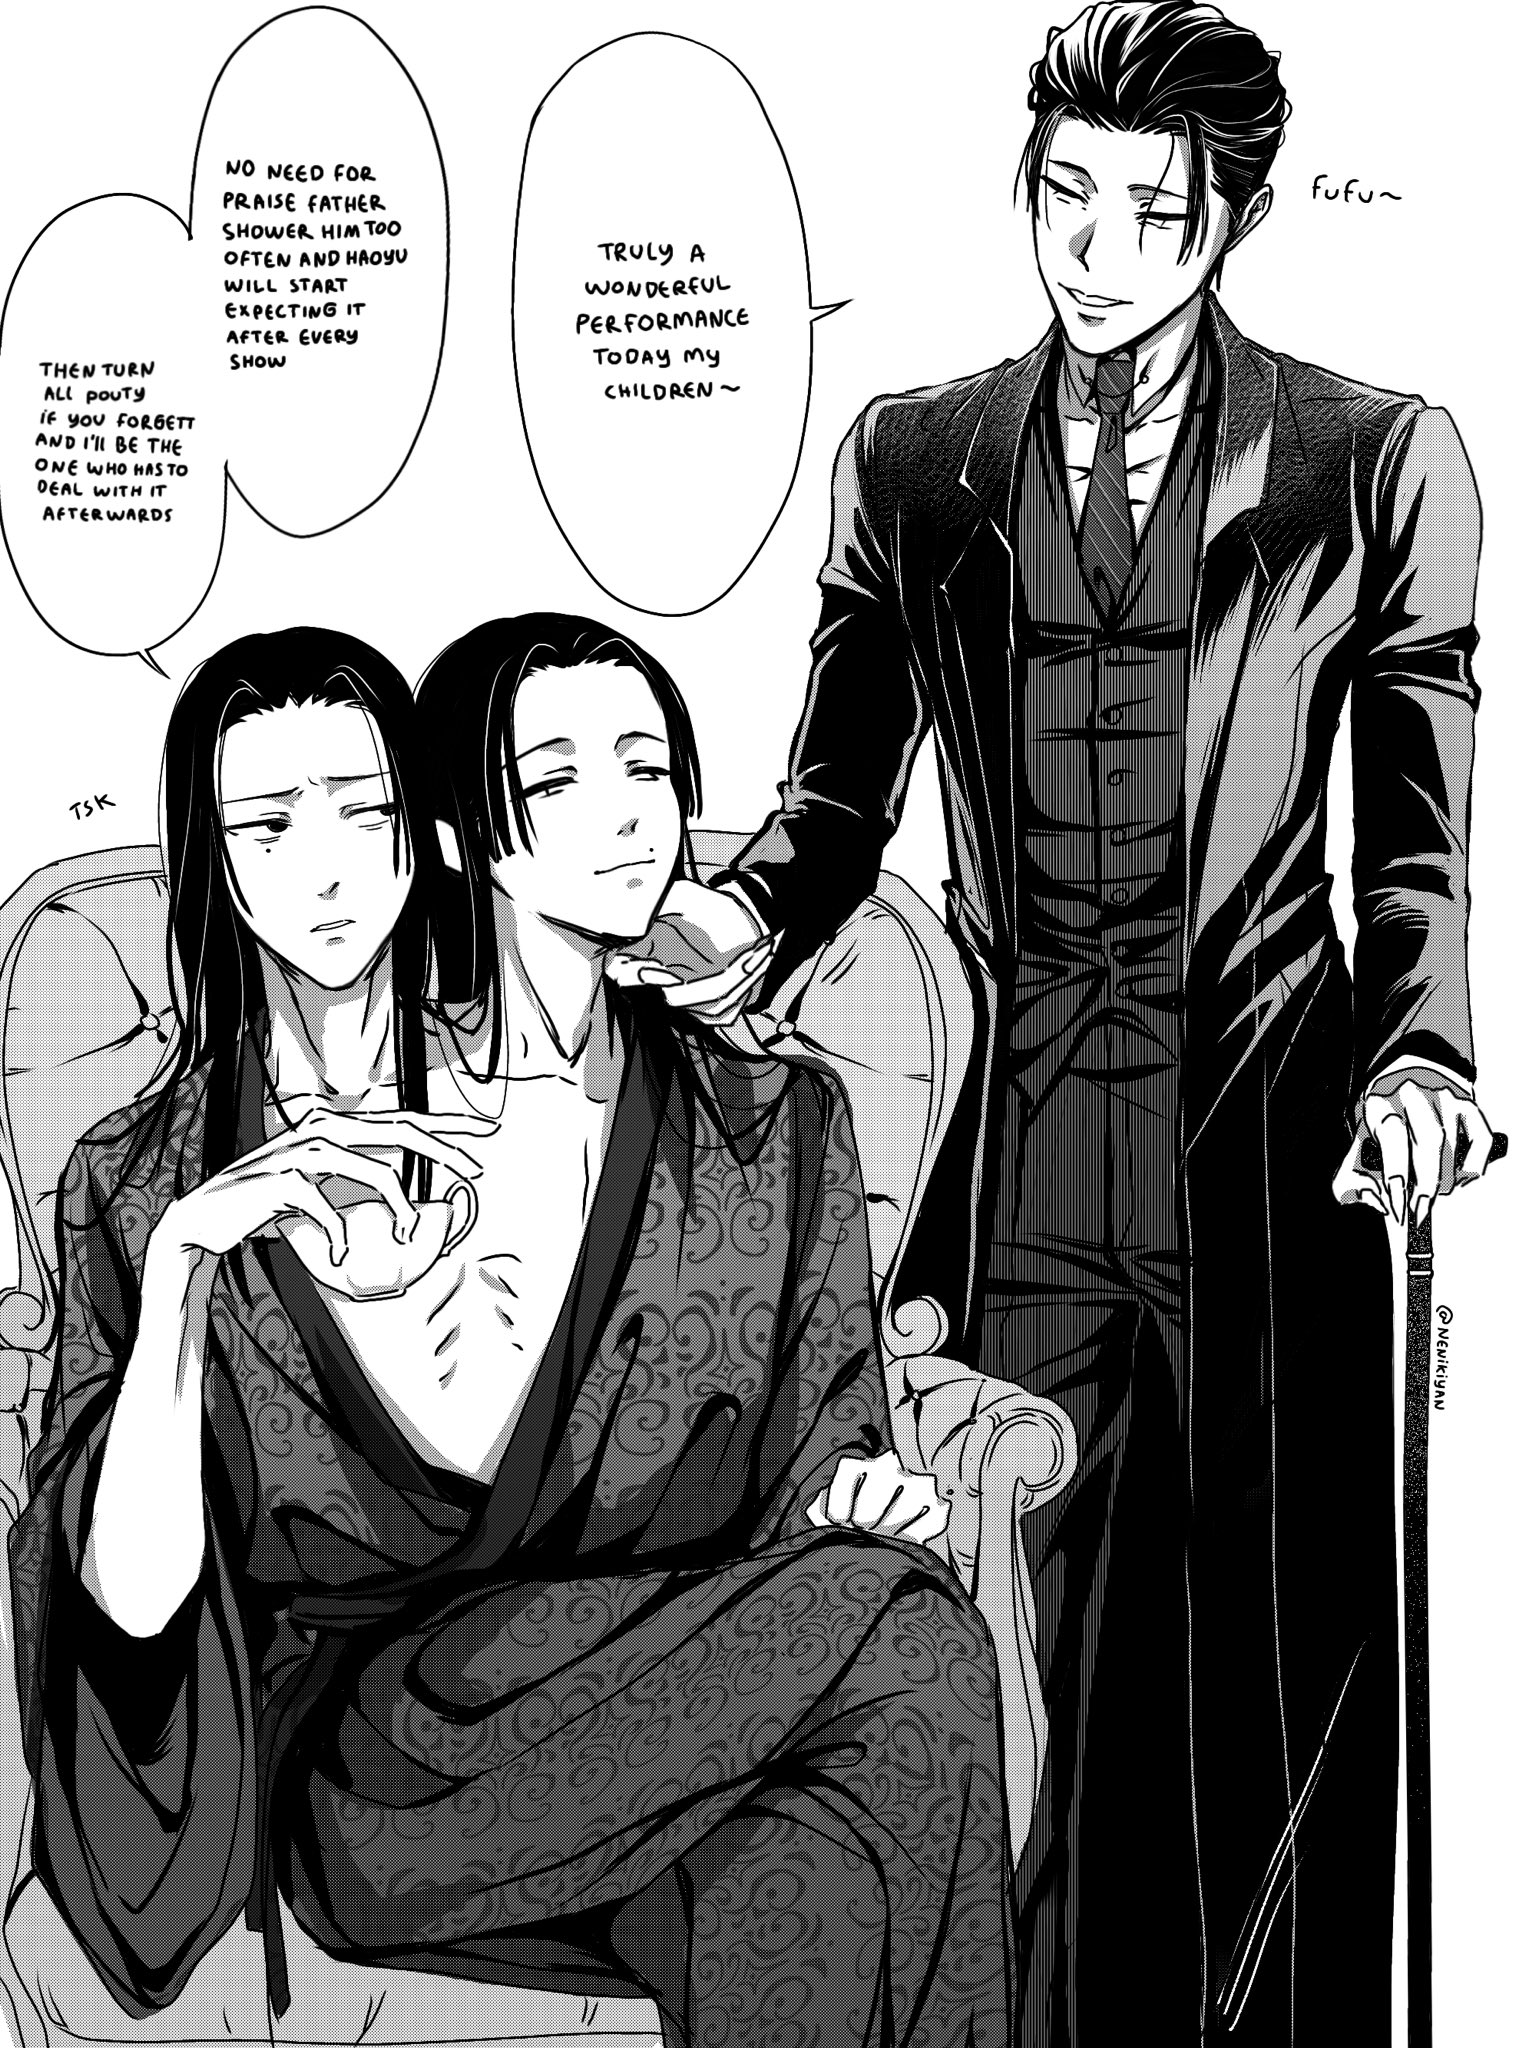 TRULY A
WONDERFUL
PERFORMANCE
TODAY MY
CHILDREN~
fufu~
NO NEED FOR
PRAISE FATHER
SHOWER HIM TOO
OFTEN AND HAOYU
WILL START
EXPECTING IT
AFTER EVERY
SHOW
THEN TURN
ALL POUTY
if YOU FORGETT
AND I'LL BE THE
ONE WHO HAS TO
DEAL WITH IT
AFTERWARDS
TSK
@NENIKIYAN